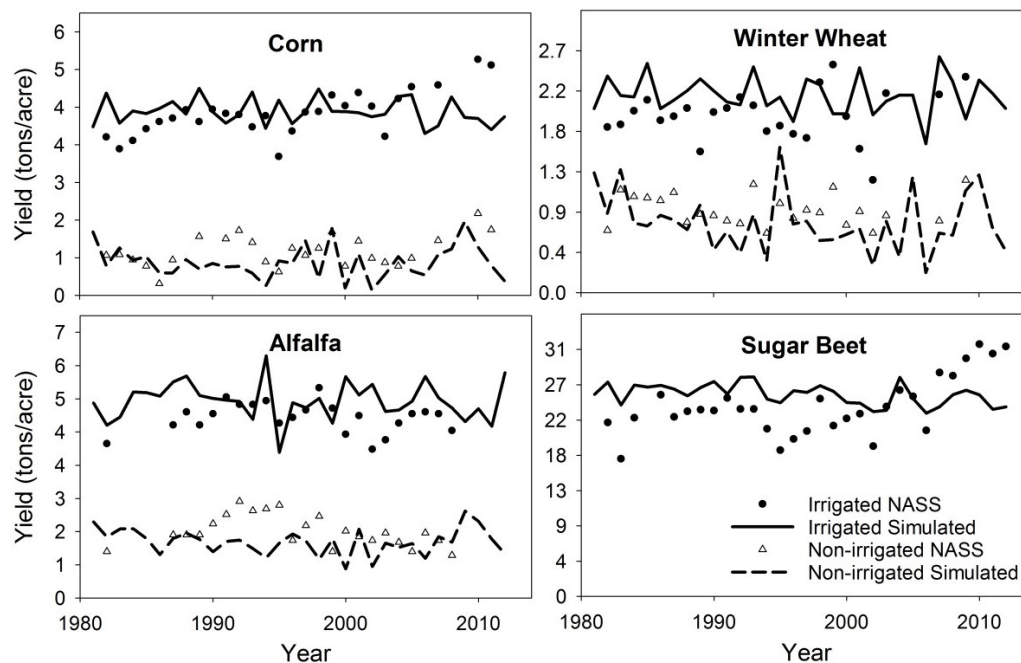 Corn
Yield (tons/acre)
6
5
4
4
3
2
1
0
Winter Wheat
2.7
2.2
1.8
1.3
0.9
0.4
0.0
Alfalfa
Yield (tons/acre)
7
6
5
4
4
3
2
1
0
1980 1990 2000 2010
Year
Sugar Beet
31
27
22
18
13
9
4
0
Irrigated NASS
Irrigated Simulated
Non-irrigated NASS
Non-irrigated Simulated
1980 1990 2000 2010
Year